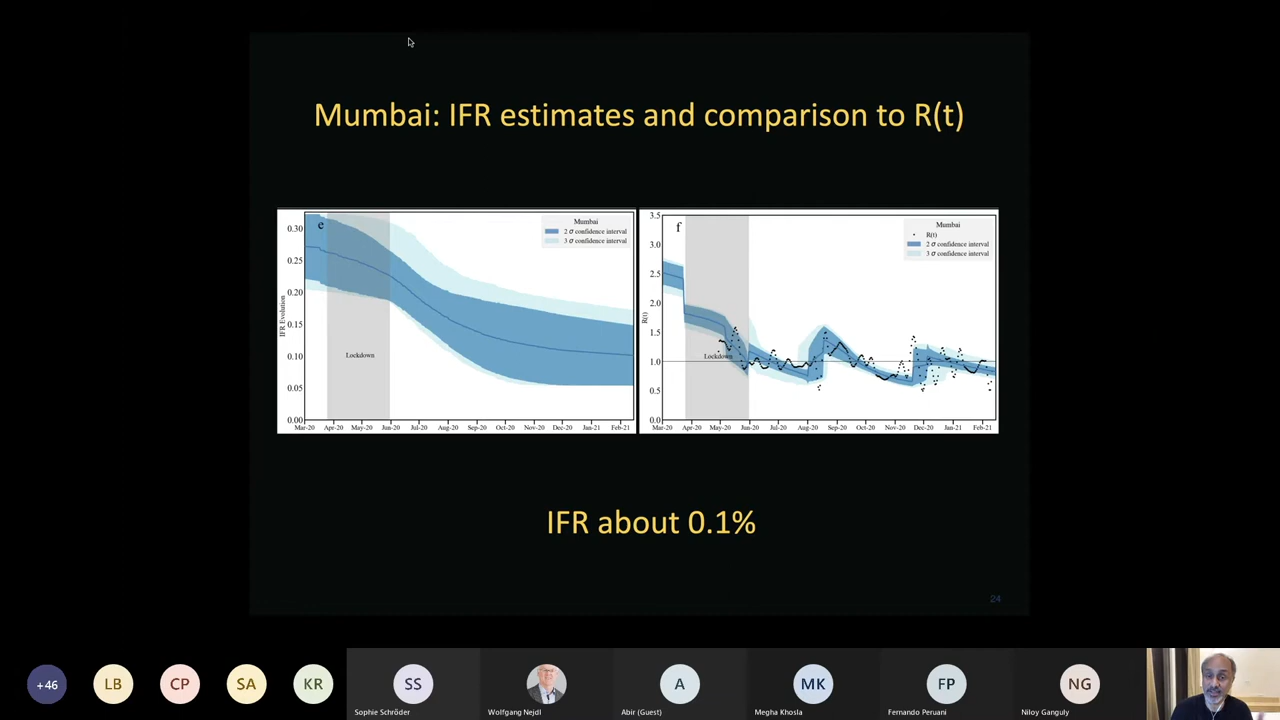 Mumbai: IFR estimates and comparison to R(t)
e
Mumbai
2 σ confidence interval
3 σ confidence interval
0.30
0.25
0.20
0.15
0.10
0.05
0.00
IFR Evolution
Lockdown
Mar-20 Apr-20 May-20 Jun-20 Jul-20 Aug-20 Sep-20 Oct-20 Nov-20 Dec-20 Jan-21 Feb-21
f
Mumbai
R(t)
2 σ confidence interval
3 σ confidence interval
3.5
3.0
2.5
2.0
1.5
1.0
0.5
0.0
R(t)
Lockdown
Mar-20 Apr-20 May-20 Jun-20 Jul-20 Aug-20 Sep-20 Oct-20 Nov-20 Dec-20 Jan-21 Feb-21
IFR about 0.1%
24
+46 LB CP SA KR SS A MK FP NG
Sophie Schröder Wolfgang Nejdl Abir (Guest) Megha Khosla Fernando Peruani Niloy Ganguly